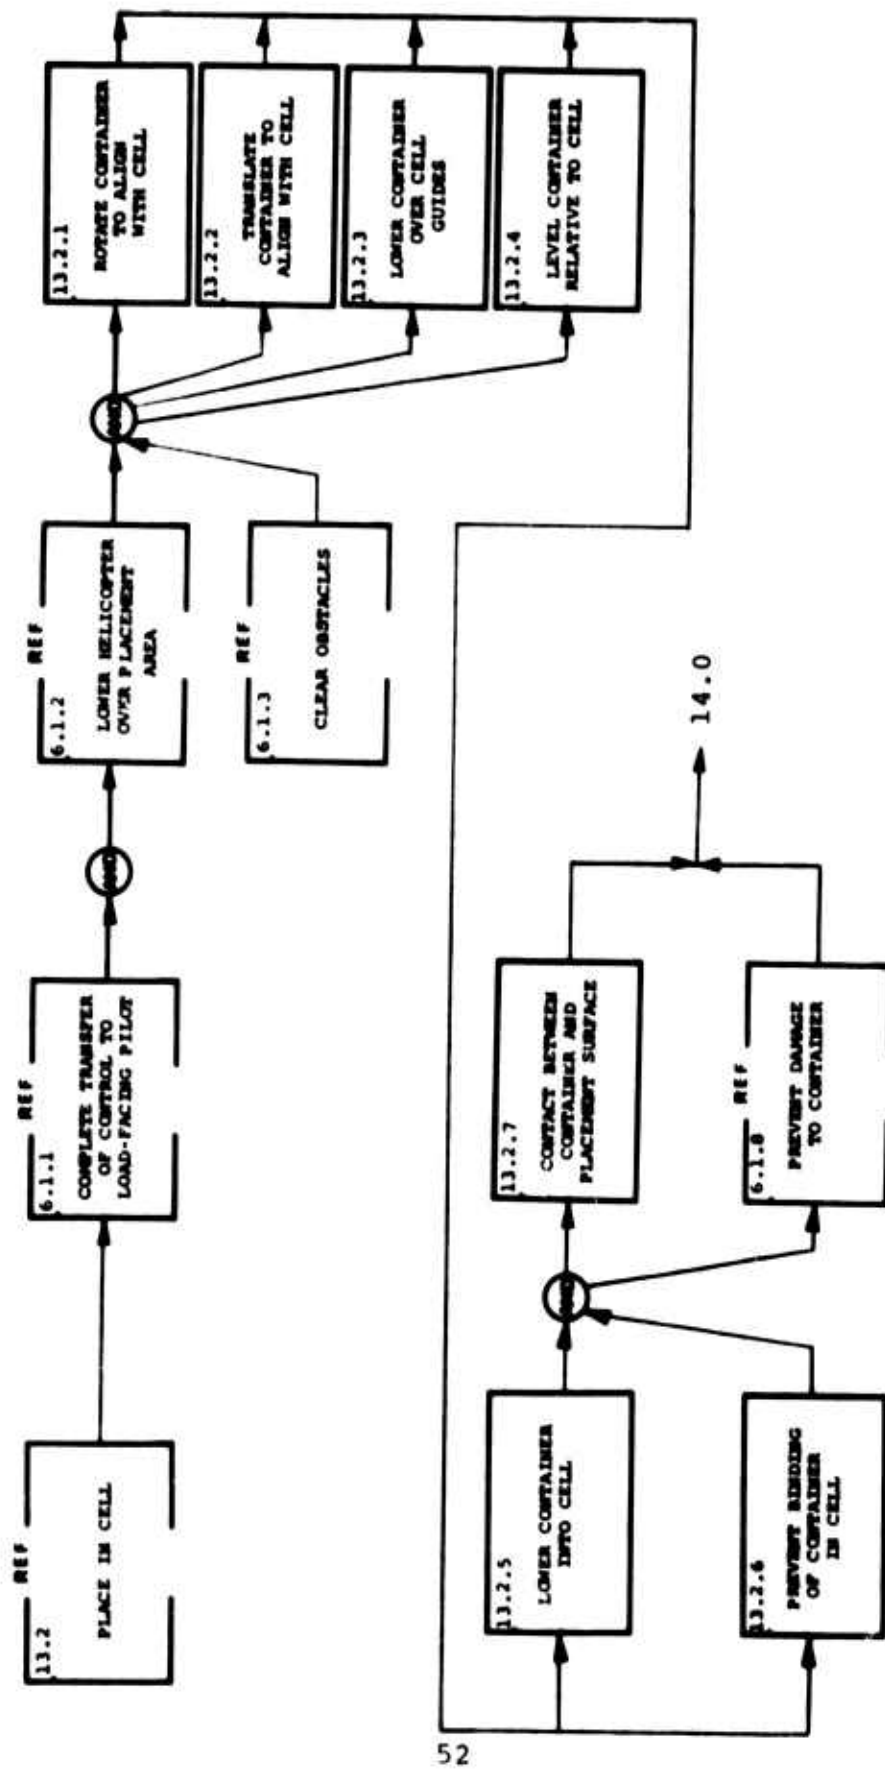 REF
13.2
PLACE IN CELL
REF
6.1.1
COMPLETE TRANSFER
OF CONTROL TO
LOAD-FACING PILOT
REF
6.1.2
LOWER HELICOPTER
OVER PLACEMENT
AREA
REF
6.1.3
CLEAR OBSTACLES
13.2.1
ROTATE CONTAINER
TO ALIGN
WITH CELL
13.2.2
TRANSLATE
CONTAINER TO
ALIGN WITH CELL
13.2.3
LOWER CONTAINER
OVER CELL
GUIDES
13.2.4
LEVEL CONTAINER
RELATIVE TO CELL
13.2.5
LOWER CONTAINER
INTO CELL
13.2.6
PREVENT BINDING
OF CONTAINER
IN CELL
13.2.7
CONTACT BETWEEN
CONTAINER AND
PLACEMENT SURFACE
REF
6.1.8
PREVENT DAMAGE
TO CONTAINER
14.0
52